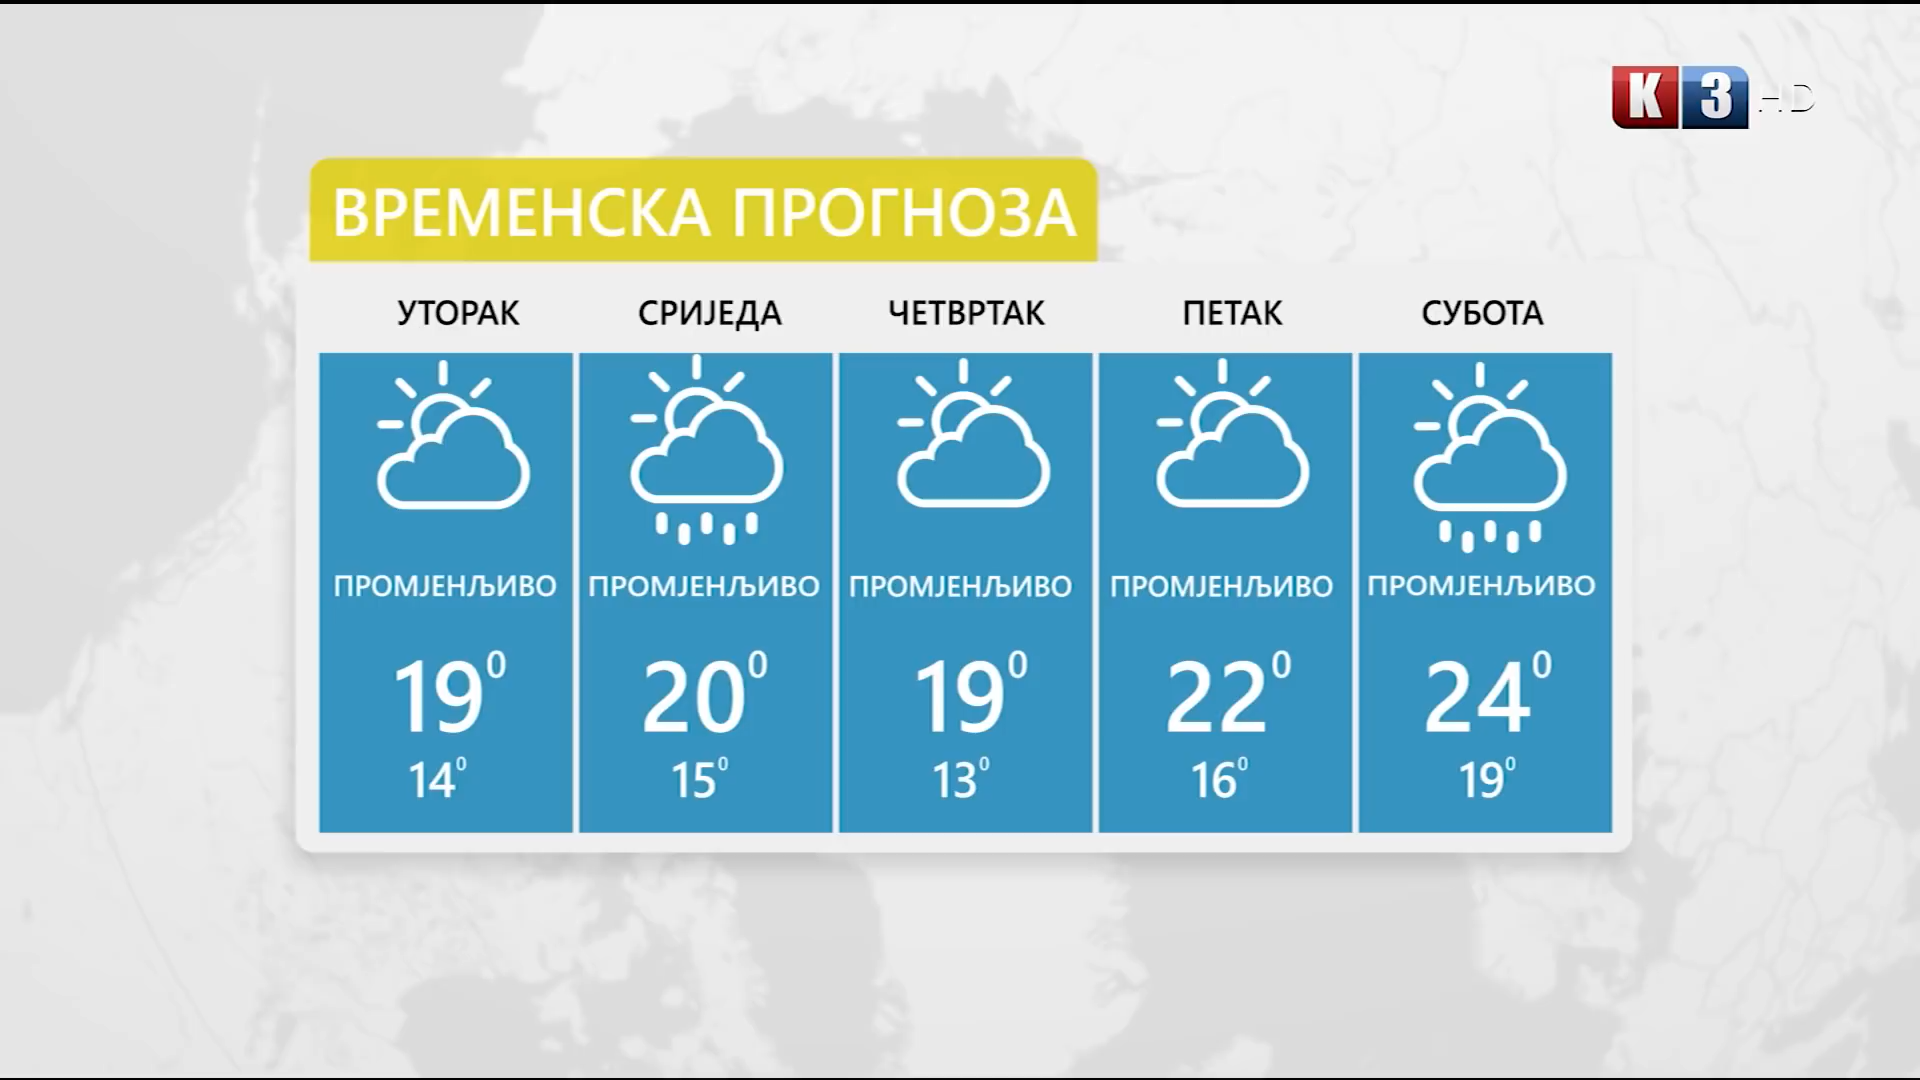 К3 HD
ВРЕМЕНСКА ПРОГНОЗА
УТОРАК СРИЈЕДА ЧЕТВРТАК ПЕТАК СУБОТА
ПРОМЈЕНЉИВО ПРОМЈЕНЉИВО ПРОМЈЕНЉИВО ПРОМЈЕНЉИВО ПРОМЈЕНЉИВО
19⁰ 20⁰ 19⁰ 22⁰ 24⁰
14⁰ 15⁰ 13⁰ 16⁰ 19⁰